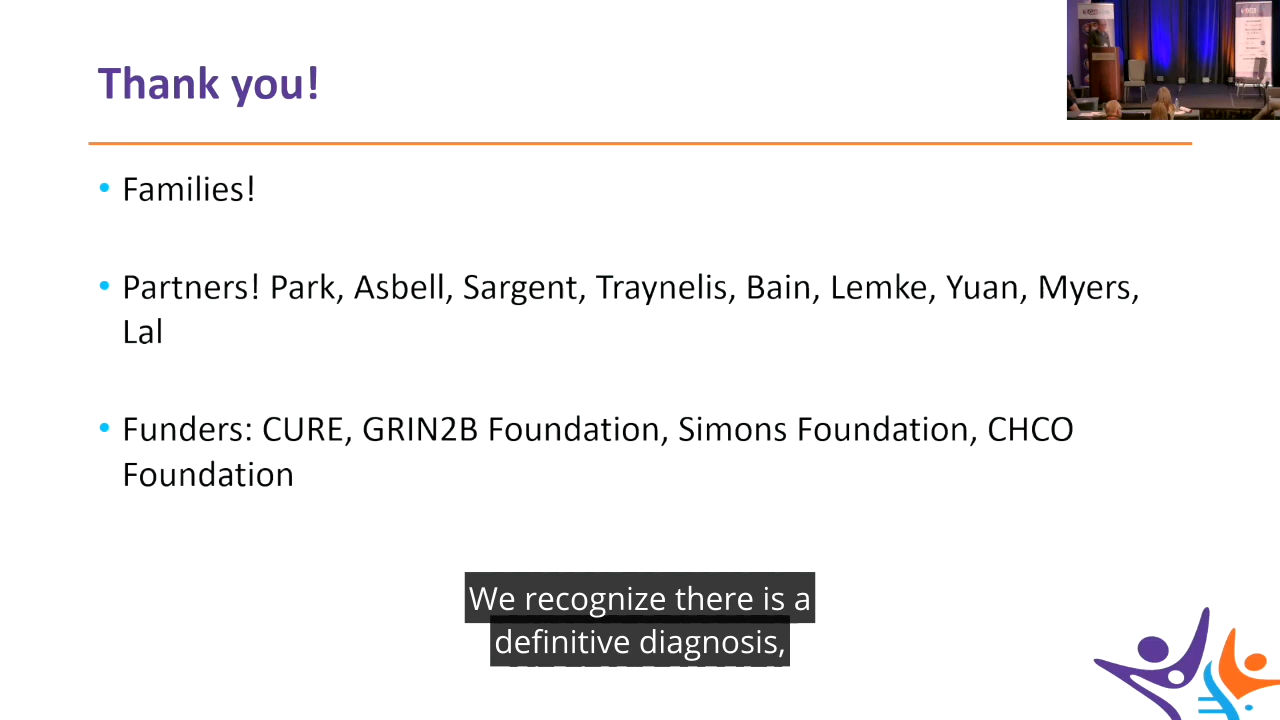 Thank you!
• Families!
• Partners! Park, Asbell, Sargent, Traynelis, Bain, Lemke, Yuan, Myers,
Lal
• Funders: CURE, GRIN2B Foundation, Simons Foundation, CHCO
Foundation
We recognize there is a
definitive diagnosis,